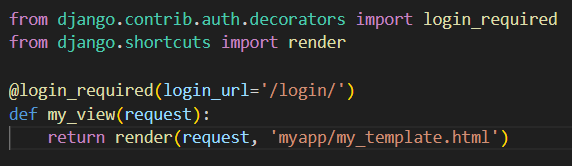 from django.contrib.auth.decorators import login_required
from django.shortcuts import render
@login_required(login_url='/login/')
def my_view(request):
    return render(request, 'myapp/my_template.html')